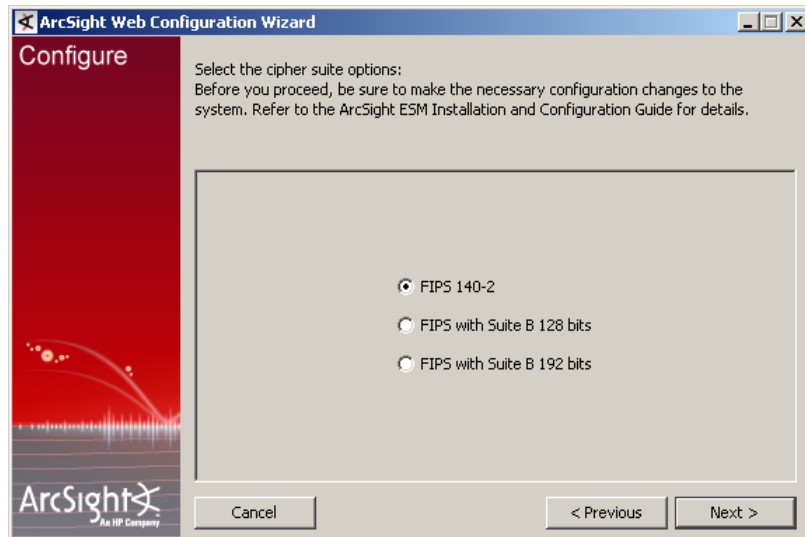 ArcSight Web Configuration Wizard
Configure
Select the cipher suite options:
Before you proceed, be sure to make the necessary configuration changes to the
system. Refer to the ArcSight ESM Installation and Configuration Guide for details.
FIPS 140-2
FIPS with Suite B 128 bits
FIPS with Suite B 192 bits
ArcSight
An HP Company
Cancel
< Previous
Next >